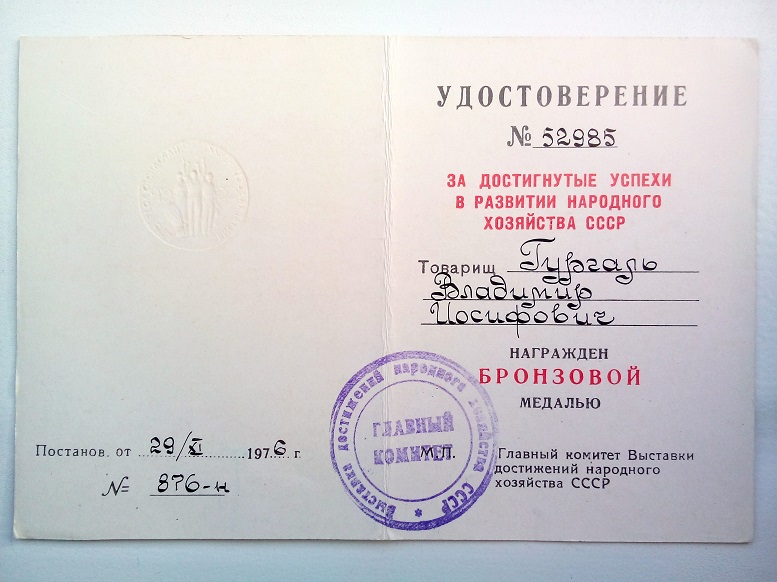 Постанов. от 29/XI 1976 г.
№ 876-н
УДОСТОВЕРЕНИЕ
№ 52985
ЗА ДОСТИГНУТЫЕ УСПЕХИ
В РАЗВИТИИ НАРОДНОГО
ХОЗЯЙСТВА СССР
Товарищ Гургаль
Владимир
Иосифович
НАГРАЖДЕН
БРОНЗОВОЙ
МЕДАЛЬЮ
М.П.
Главный комитет Выставки
достижений народного
хозяйства СССР
Выставка достижений народного хозяйства СССР *
ГЛАВНЫЙ
КОМИТЕТ